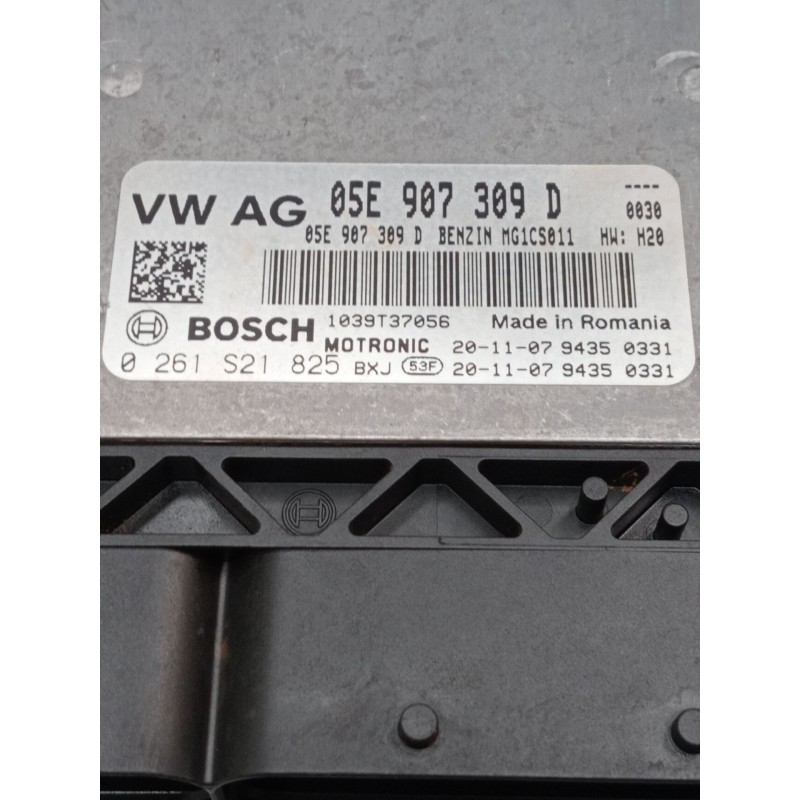 VW AG 05E 907 309 D ----
05E 907 309 D BENZIN MG1CS011 HW: H20 0030
BOSCH 1039T37056 Made in Romania
MOTRONIC 20-11-07 9435 0331
0 261 S21 825 BXJ 53F 20-11-07 9435 0331